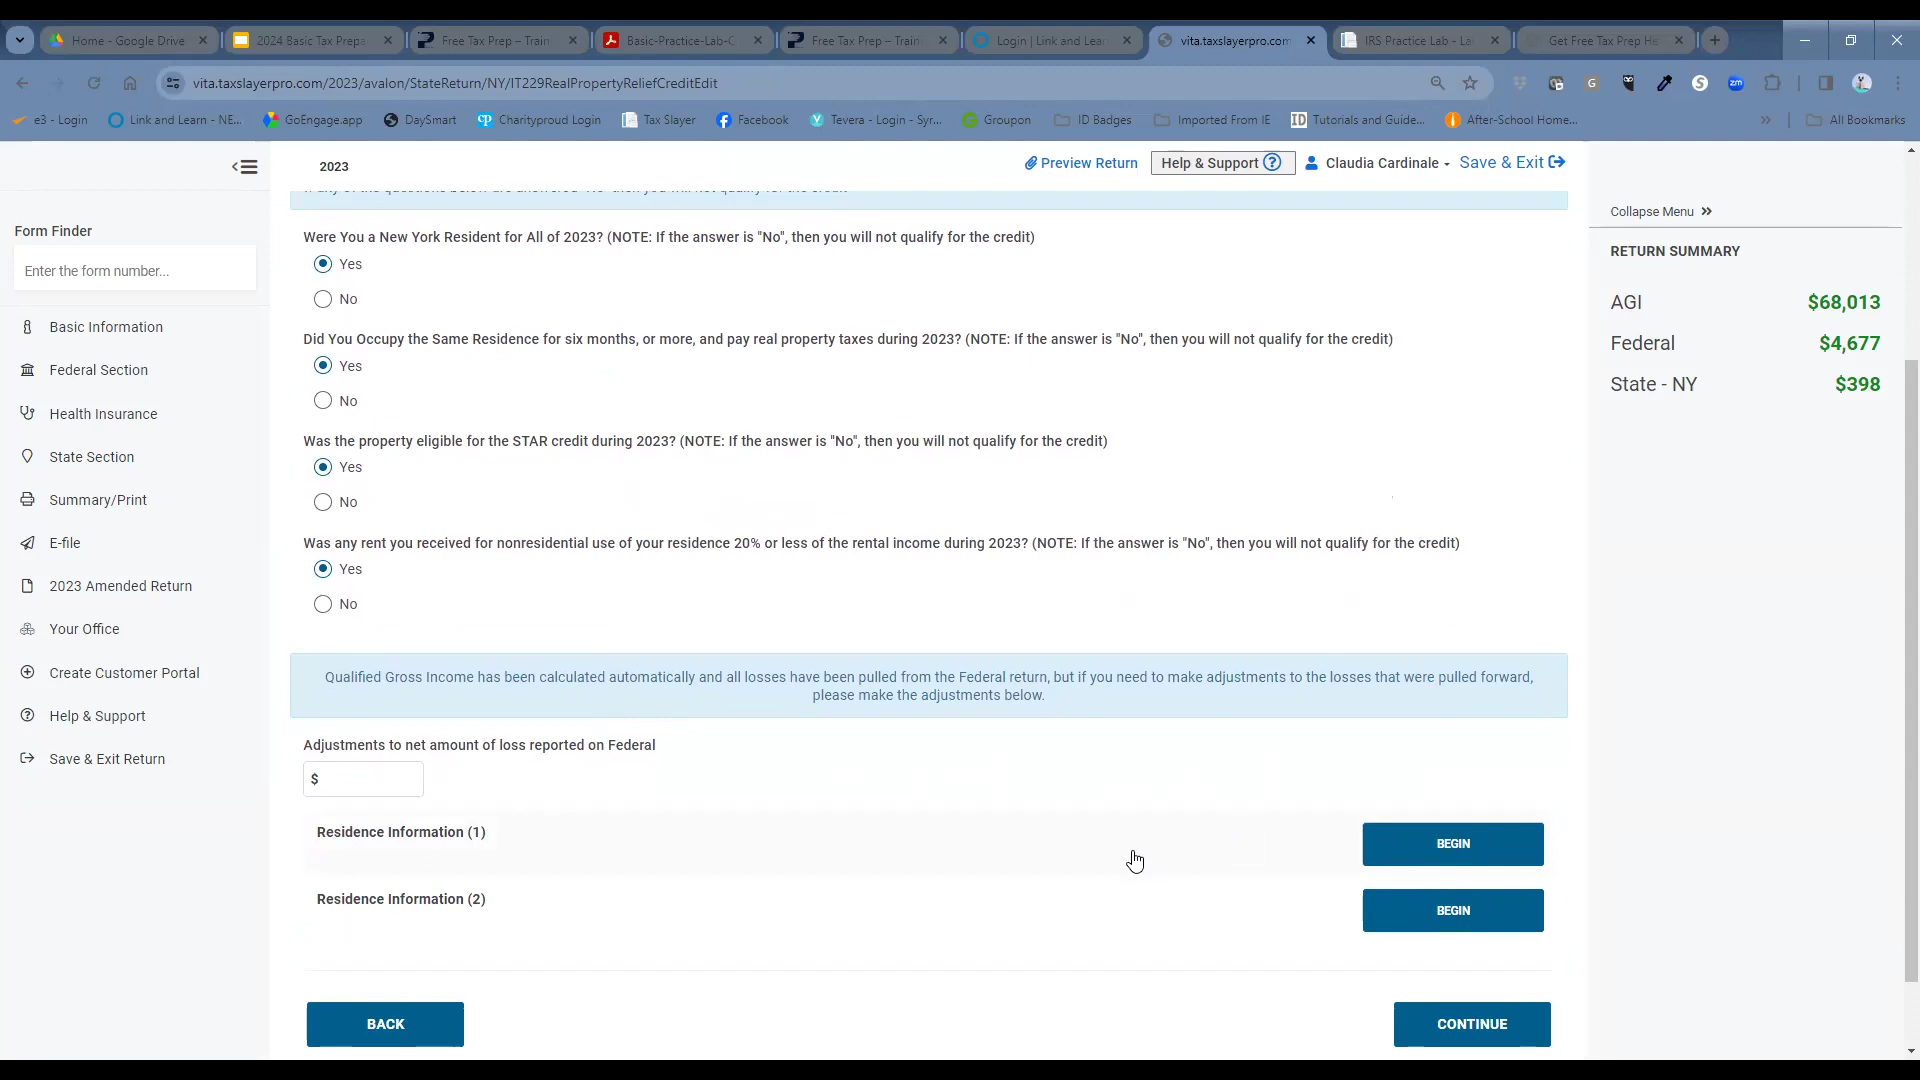 Home - Google Drive
2024 Basic Tax Prepa
Free Tax Prep – Train
Basic-Practice-Lab-C
Free Tax Prep – Train
Login | Link and Lea
vita.taxslayerpro.com
IRS Practice Lab - La
Get Free Tax Prep He
vita.taxslayerpro.com/2023/avalon/StateReturn/NY/IT229RealPropertyReliefCreditEdit
e3 - Login
Link and Learn - NE...
GoEngage.app
DaySmart
Charityproud Login
Tax Slayer
Facebook
Tevera - Login - Syr...
Groupon
ID Badges
Imported From IE
Tutorials and Guide...
After-School Home...
All Bookmarks
2023
Preview Return
Help & Support
Claudia Cardinale
Save & Exit
Form Finder
Enter the form number...
Basic Information
Federal Section
Health Insurance
State Section
Summary/Print
E-file
2023 Amended Return
Your Office
Create Customer Portal
Help & Support
Save & Exit Return
Were You a New York Resident for All of 2023? (NOTE: If the answer is "No", then you will not qualify for the credit)
Yes
No
Did You Occupy the Same Residence for six months, or more, and pay real property taxes during 2023? (NOTE: If the answer is "No", then you will not qualify for the credit)
Yes
No
Was the property eligible for the STAR credit during 2023? (NOTE: If the answer is "No", then you will not qualify for the credit)
Yes
No
Was any rent you received for nonresidential use of your residence 20% or less of the rental income during 2023? (NOTE: If the answer is "No", then you will not qualify for the credit)
Yes
No
Qualified Gross Income has been calculated automatically and all losses have been pulled from the Federal return, but if you need to make adjustments to the losses that were pulled forward,
please make the adjustments below.
Adjustments to net amount of loss reported on Federal
$
Residence Information (1)
BEGIN
Residence Information (2)
BEGIN
BACK
CONTINUE
Collapse Menu
RETURN SUMMARY
AGI $68,013
Federal $4,677
State - NY $398